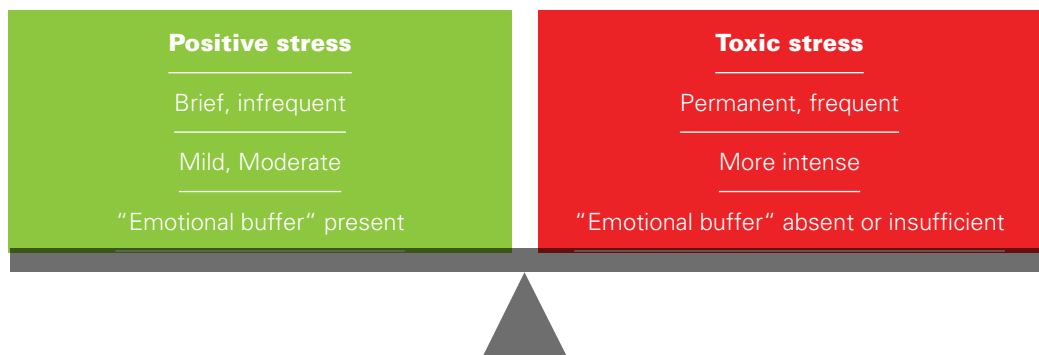 Positive stress
Brief, infrequent
Mild, Moderate
“Emotional buffer“ present
Toxic stress
Permanent, frequent
More intense
“Emotional buffer“ absent or insufficient